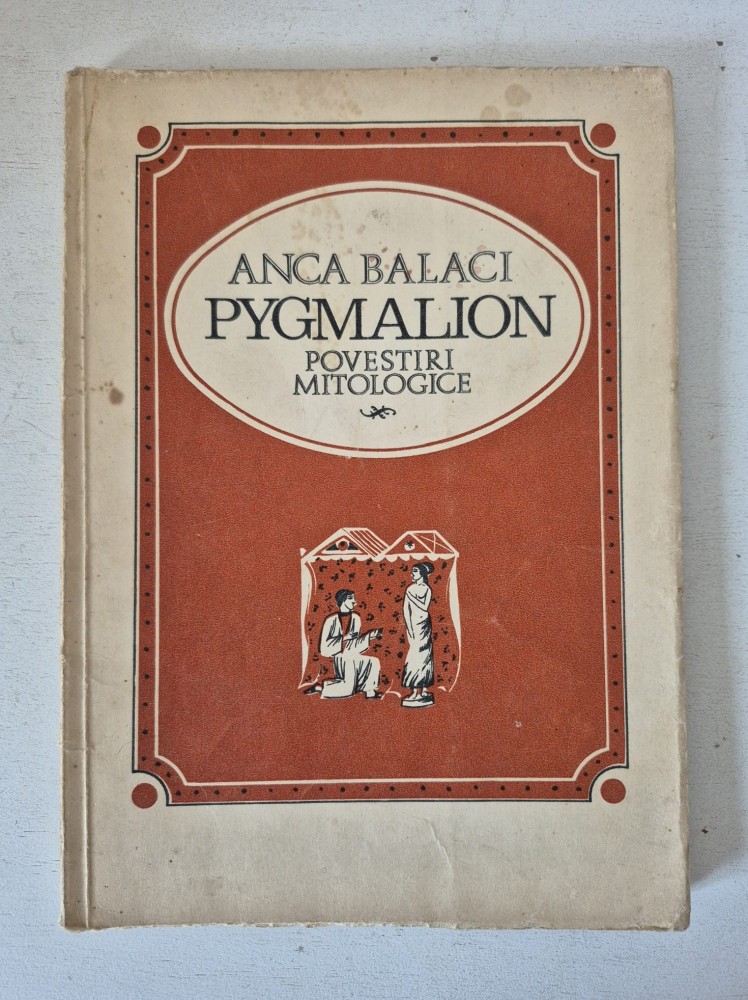 ANCA BALACI
PYGMALION
POVESTIRI
MITOLOGICE